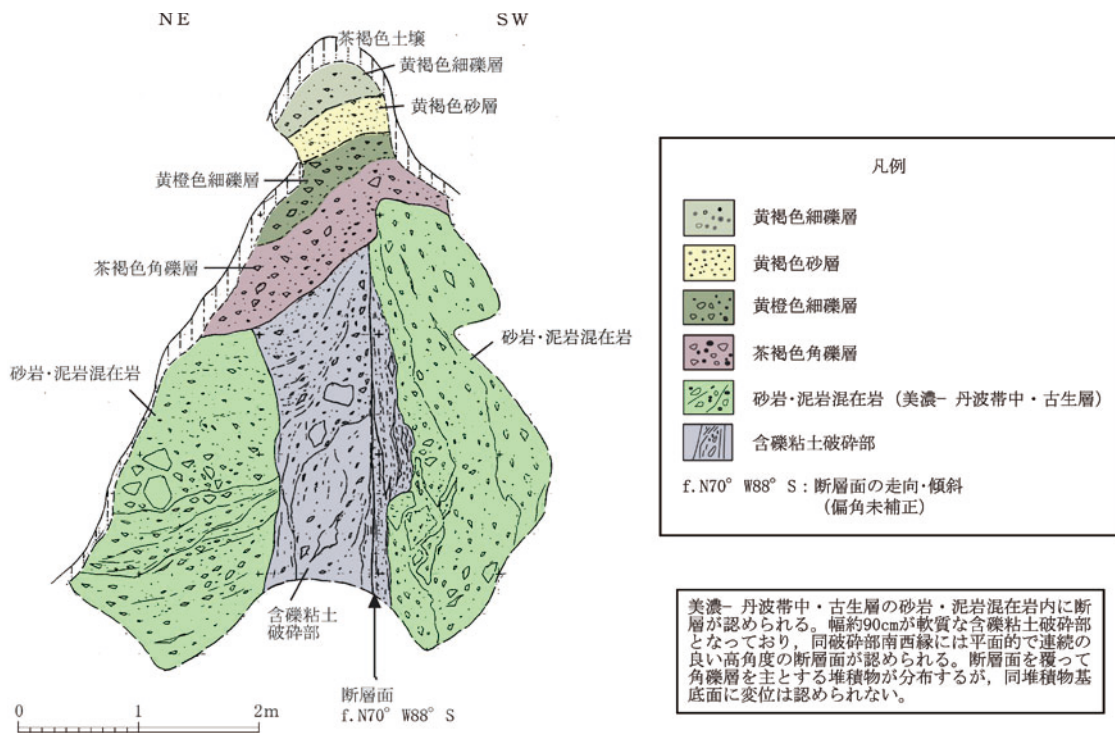 NE
SW
茶褐色土壌
黄褐色細礫層
黄褐色砂層
黄橙色細礫層
茶褐色角礫層
砂岩・泥岩混在岩
砂岩・泥岩混在岩
含礫粘土
破砕部
断層面
f.N70°W88°S
0 1 2m
凡例
黄褐色細礫層
黄褐色砂層
黄橙色細礫層
茶褐色角礫層
砂岩・泥岩混在岩（美濃−丹波帯中・古生層）
含礫粘土破砕部
f.N70°W88°S：断層面の走向・傾斜
（偏角未補正）
美濃−丹波帯中・古生層の砂岩・泥岩混在岩内に断
層が認められる。幅約90cmが軟質な含礫粘土破砕部
となっており，同破砕部南西縁には平面的で連続の
良い高角度の断層面が認められる。断層面を覆って
角礫層を主とする堆積物が分布するが，同堆積物基
底面に変位は認められない。